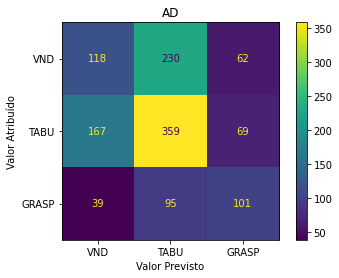 AD
VND 118 230 62
TABU 167 359 69
GRASP 39 95 101
VND TABU GRASP
Valor Previsto
Valor Atribuído
350
300
250
200
150
100
50